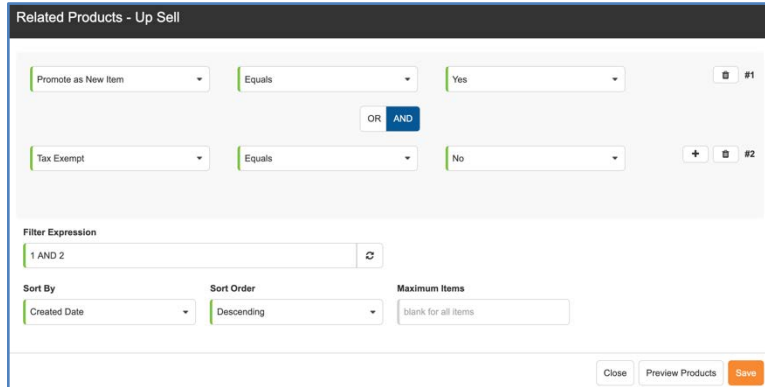 Related Products - Up Sell
Promote as New Item Equals Yes #1
OR AND
Tax Exempt Equals No + #2
Filter Expression
1 AND 2
Sort By Sort Order Maximum Items
Created Date Descending blank for all items
Close Preview Products Save